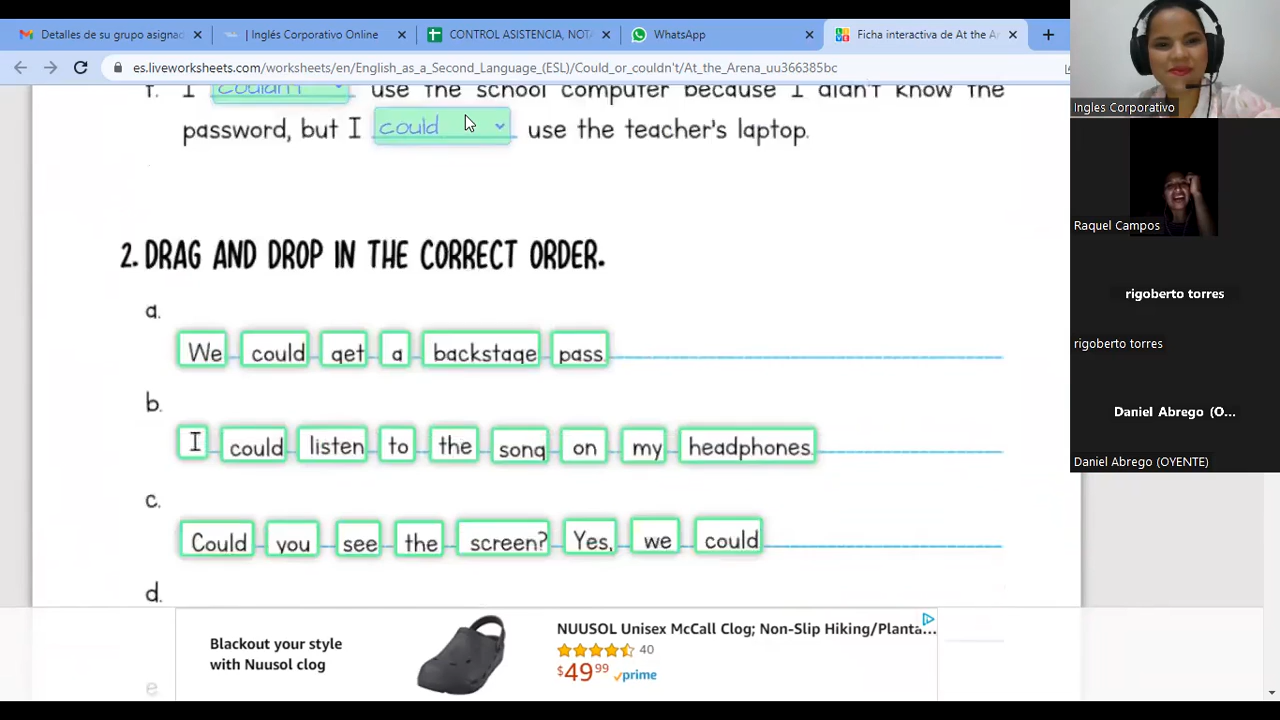 Detalles de su grupo asigna
| Inglés Corporativo Online
CONTROL ASISTENCIA, NOT
WhatsApp
Ficha interactiva de At the A
es.liveworksheets.com/worksheets/en/English_as_a_Second_Language_(ESL)/Could_or_couldn't/At_the_Arena_uu366385bc
f. I couldn't use the school computer because I didn't know the
password, but I could use the teacher's laptop.
2. DRAG AND DROP IN THE CORRECT ORDER.
a.
We could get a backstage pass.
b.
I could listen to the song on my headphones.
c.
Could you see the screen? Yes, we could
d.
e
Blackout your style
with Nuusol clog
NUUSOL Unisex McCall Clog; Non-Slip Hiking/Planta...
40
$49 99
prime
Ingles Corporativo
Raquel Campos
rigoberto torres
rigoberto torres
Daniel Abrego (O...
Daniel Abrego (OYENTE)